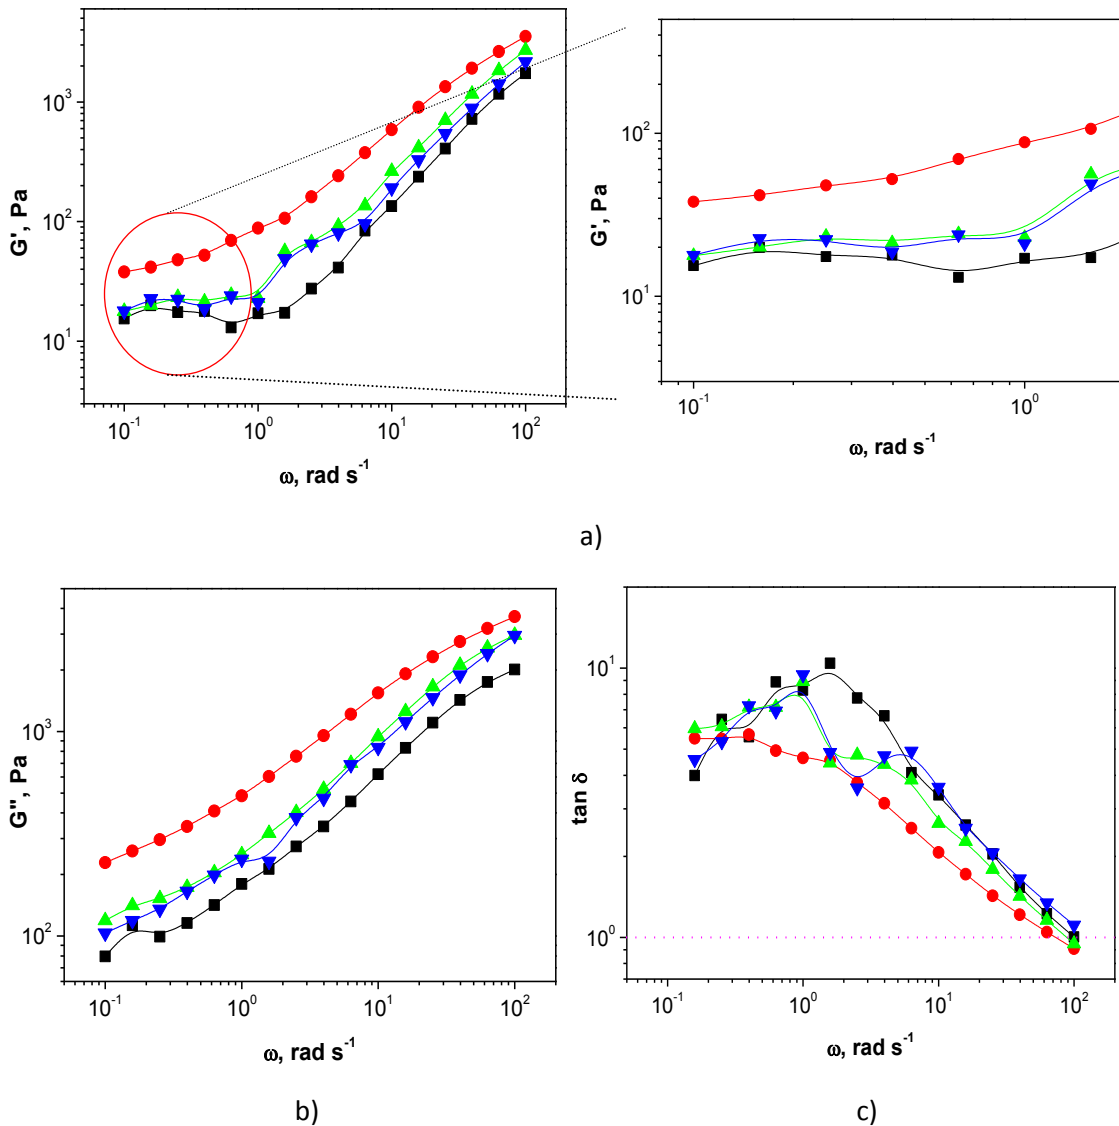 10³
10²
10¹
G', Pa
10⁻¹ 10⁰ 10¹ 10²
ω, rad s⁻¹
10²
10¹
G', Pa
10⁻¹ 10⁰
ω, rad s⁻¹
a)
10³
10²
G'', Pa
10⁻¹ 10⁰ 10¹ 10²
ω, rad s⁻¹
b)
10¹
10⁰
tan δ
10⁻¹ 10⁰ 10¹ 10²
ω, rad s⁻¹
c)